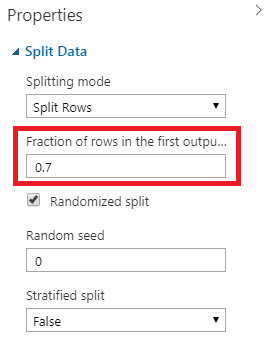 Properties
Split Data
Splitting mode
Split Rows
Fraction of rows in the first outpu...
0.7
Randomized split
Random seed
0
Stratified split
False